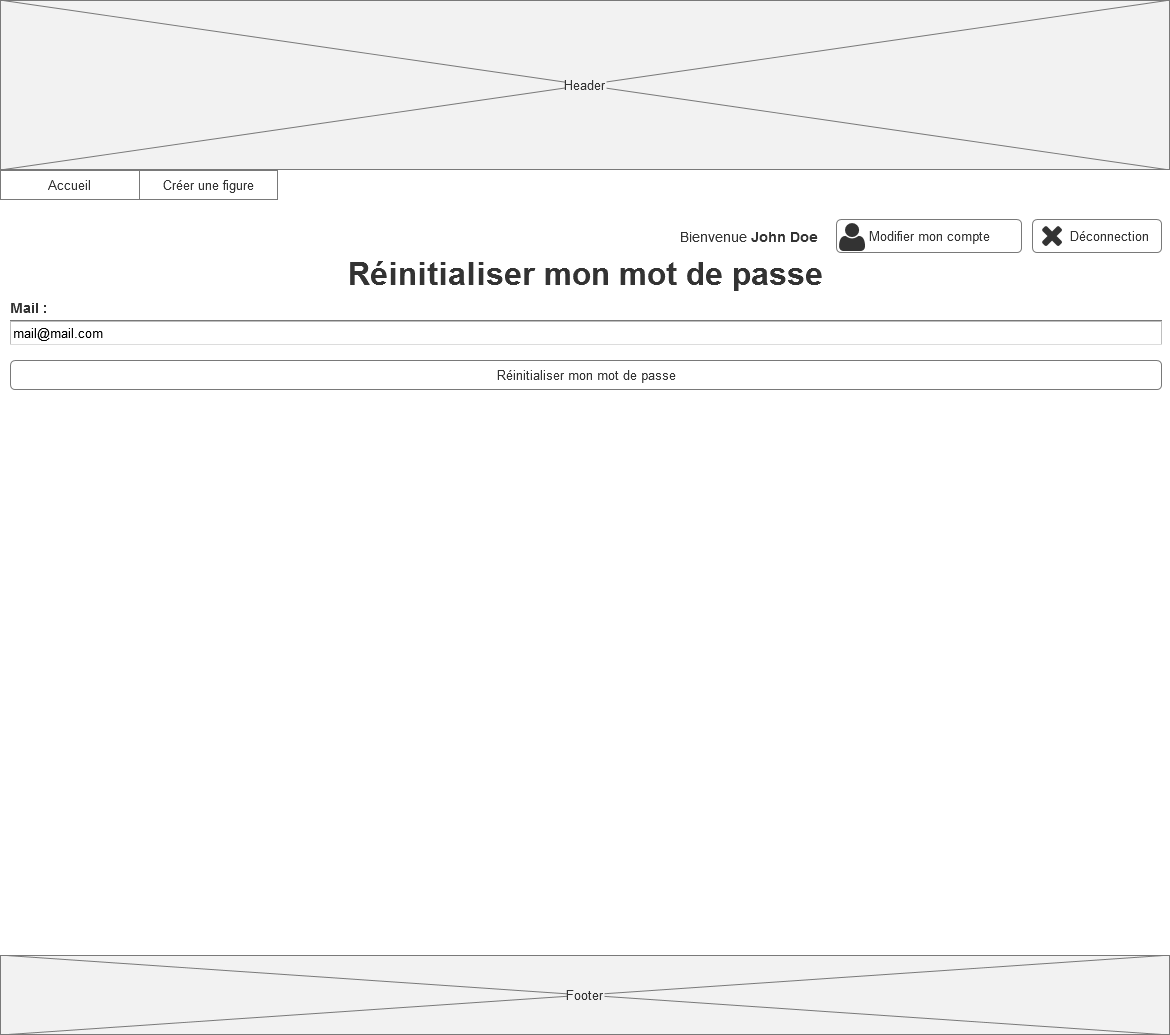 Header
Accueil
Créer une figure
Bienvenue John Doe
Modifier mon compte
Déconnection
Réinitialiser mon mot de passe
Mail :
mail@mail.com
Réinitialiser mon mot de passe
Footer